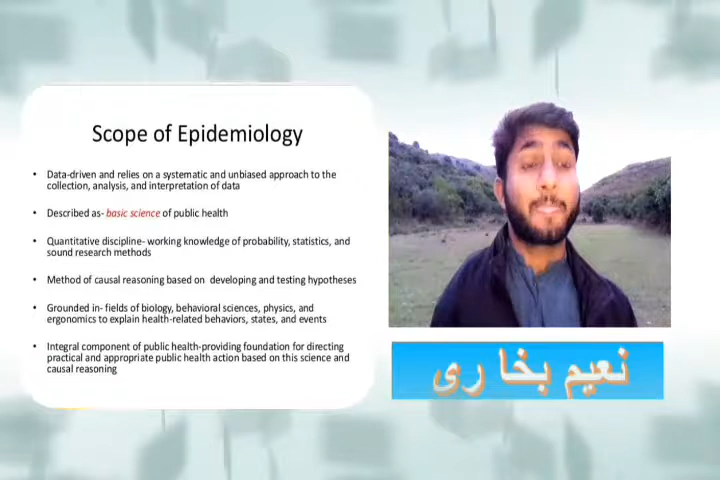 Scope of Epidemiology
• Data-driven and relies on a systematic and unbiased approach to the
collection, analysis, and interpretation of data
• Described as- basic science of public health
• Quantitative discipline- working knowledge of probability, statistics, and
sound research methods
• Method of causal reasoning based on developing and testing hypotheses
• Grounded in- fields of biology, behavioral sciences, physics, and
ergonomics to explain health-related behaviors, states, and events
• Integral component of public health-providing foundation for directing
practical and appropriate public health action based on this science and
causal reasoning
نعیم بخاری